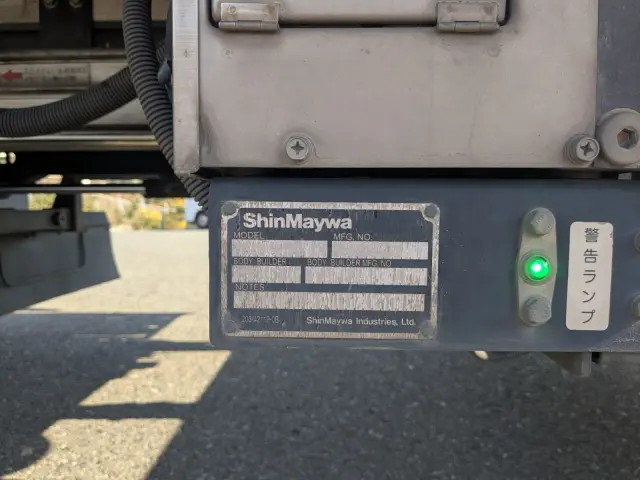 ShinMaywa
MODEL MFG. NO.
BODY BUILDER BODY BUILDER MFG NO
NOTES
ShinMaywa Industries, Ltd.
警告ランプ